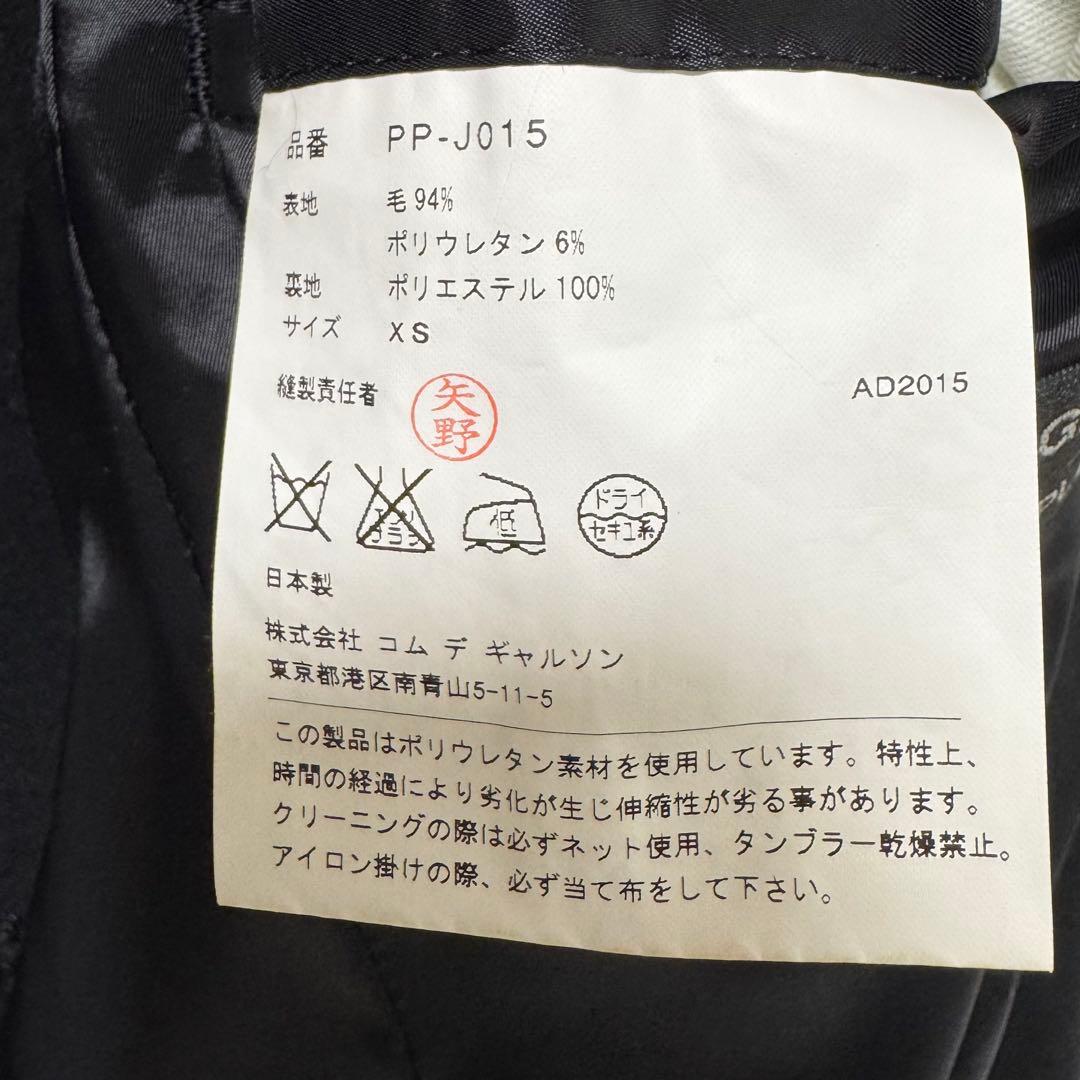 品番 PP-J015
表地 毛 94%
ポリウレタン 6%
裏地 ポリエステル 100%
サイズ XS
縫製責任者 矢野
AD2015
エンソ
サラシ
低
ドライ
セキユ系
日本製
株式会社 コム デ ギャルソン
東京都港区南青山5-11-5
この製品はポリウレタン素材を使用しています。特性上、
時間の経過により劣化が生じ伸縮性が劣る事があります。
クリーニングの際は必ずネット使用、タンブラー乾燥禁止。
アイロン掛けの際、必ず当て布をして下さい。